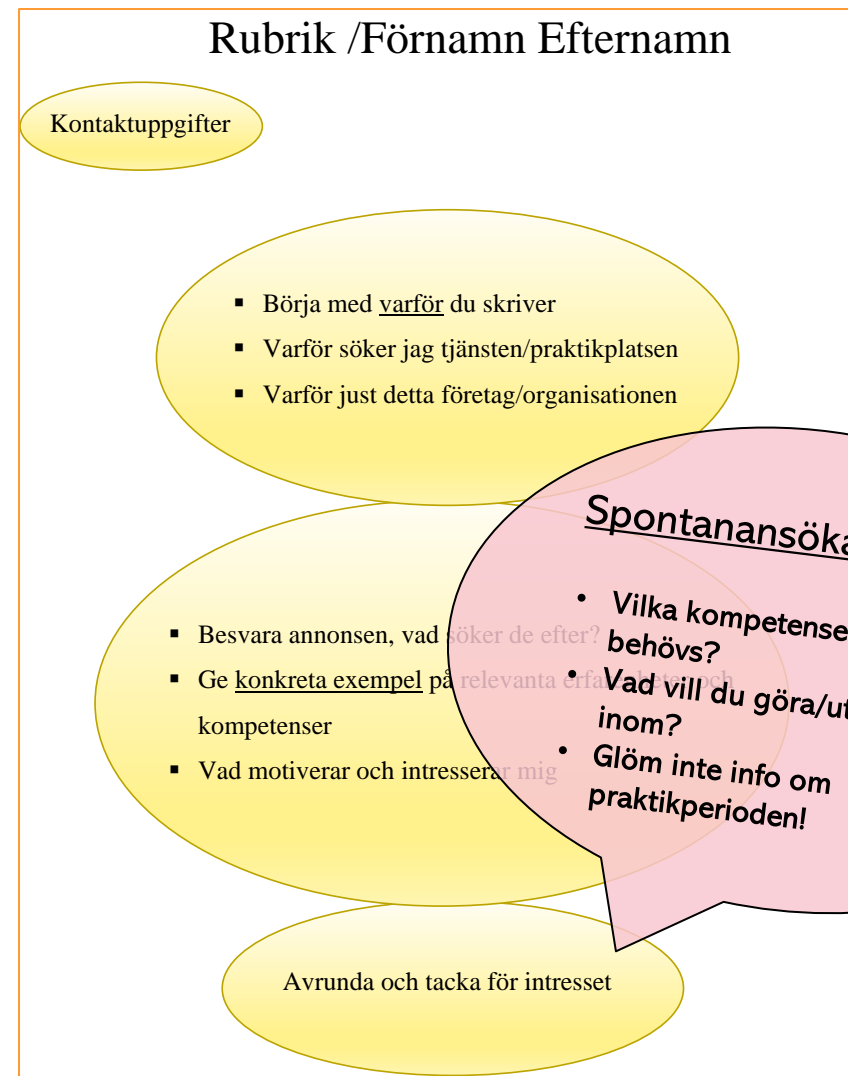 Rubrik /Förnamn Efternamn
Kontaktuppgifter
▪ Börja med varför du skriver
▪ Varför söker jag tjänsten/praktikplatsen
▪ Varför just detta företag/organisationen
▪ Besvara annonsen, vad söker de efter?
▪ Ge konkreta exempel på relevanta erfarenheter och
kompetenser
▪ Vad motiverar och intresserar mig
Spontanansöka
• Vilka kompetense
behövs?
• Vad vill du göra/ut
inom?
• Glöm inte info om
praktikperioden!
Avrunda och tacka för intresset